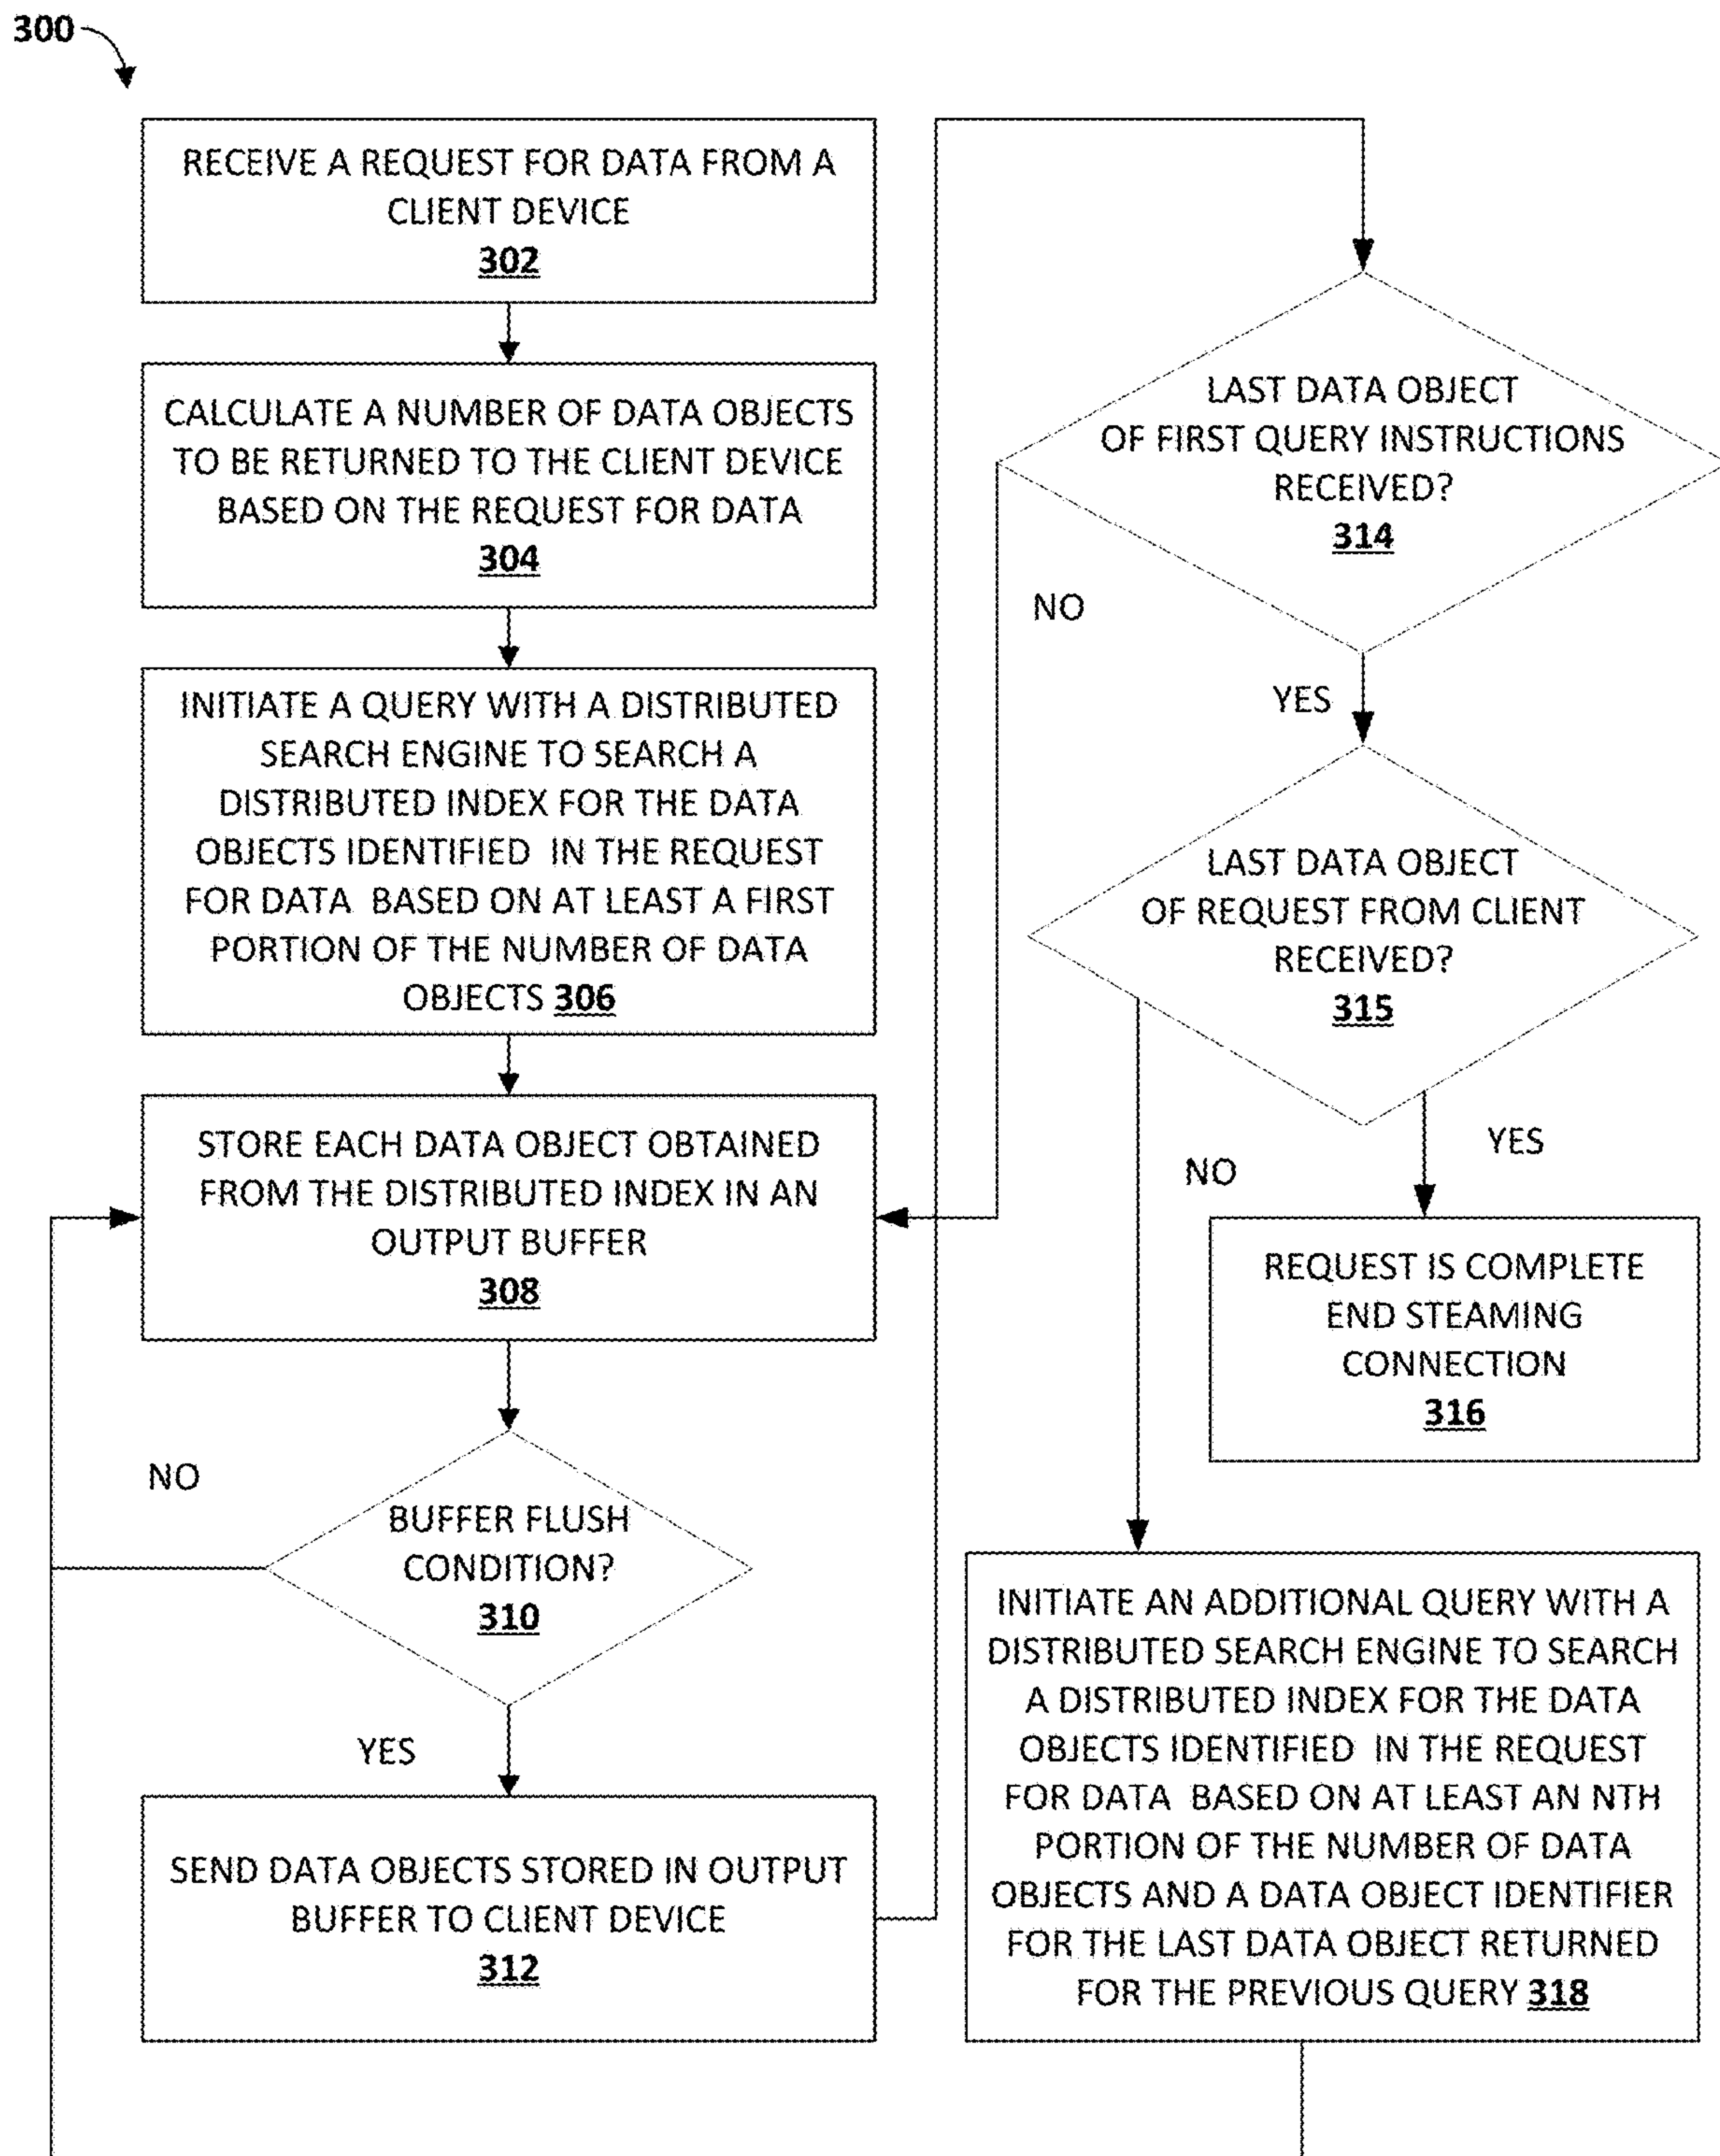 300
RECEIVE A REQUEST FOR DATA FROM A
CLIENT DEVICE
302
CALCULATE A NUMBER OF DATA OBJECTS
TO BE RETURNED TO THE CLIENT DEVICE
BASED ON THE REQUEST FOR DATA
304
INITIATE A QUERY WITH A DISTRIBUTED
SEARCH ENGINE TO SEARCH A
DISTRIBUTED INDEX FOR THE DATA
OBJECTS IDENTIFIED IN THE REQUEST
FOR DATA BASED ON AT LEAST A FIRST
PORTION OF THE NUMBER OF DATA
OBJECTS 306
STORE EACH DATA OBJECT OBTAINED
FROM THE DISTRIBUTED INDEX IN AN
OUTPUT BUFFER
308
NO
BUFFER FLUSH
CONDITION?
310
YES
SEND DATA OBJECTS STORED IN OUTPUT
BUFFER TO CLIENT DEVICE
312
LAST DATA OBJECT
OF FIRST QUERY INSTRUCTIONS
RECEIVED?
314
NO
YES
LAST DATA OBJECT
OF REQUEST FROM CLIENT
RECEIVED?
315
YES
NO
REQUEST IS COMPLETE
END STEAMING
CONNECTION
316
INITIATE AN ADDITIONAL QUERY WITH A
DISTRIBUTED SEARCH ENGINE TO SEARCH
A DISTRIBUTED INDEX FOR THE DATA
OBJECTS IDENTIFIED IN THE REQUEST
FOR DATA BASED ON AT LEAST AN NTH
PORTION OF THE NUMBER OF DATA
OBJECTS AND A DATA OBJECT IDENTIFIER
FOR THE LAST DATA OBJECT RETURNED
FOR THE PREVIOUS QUERY 318